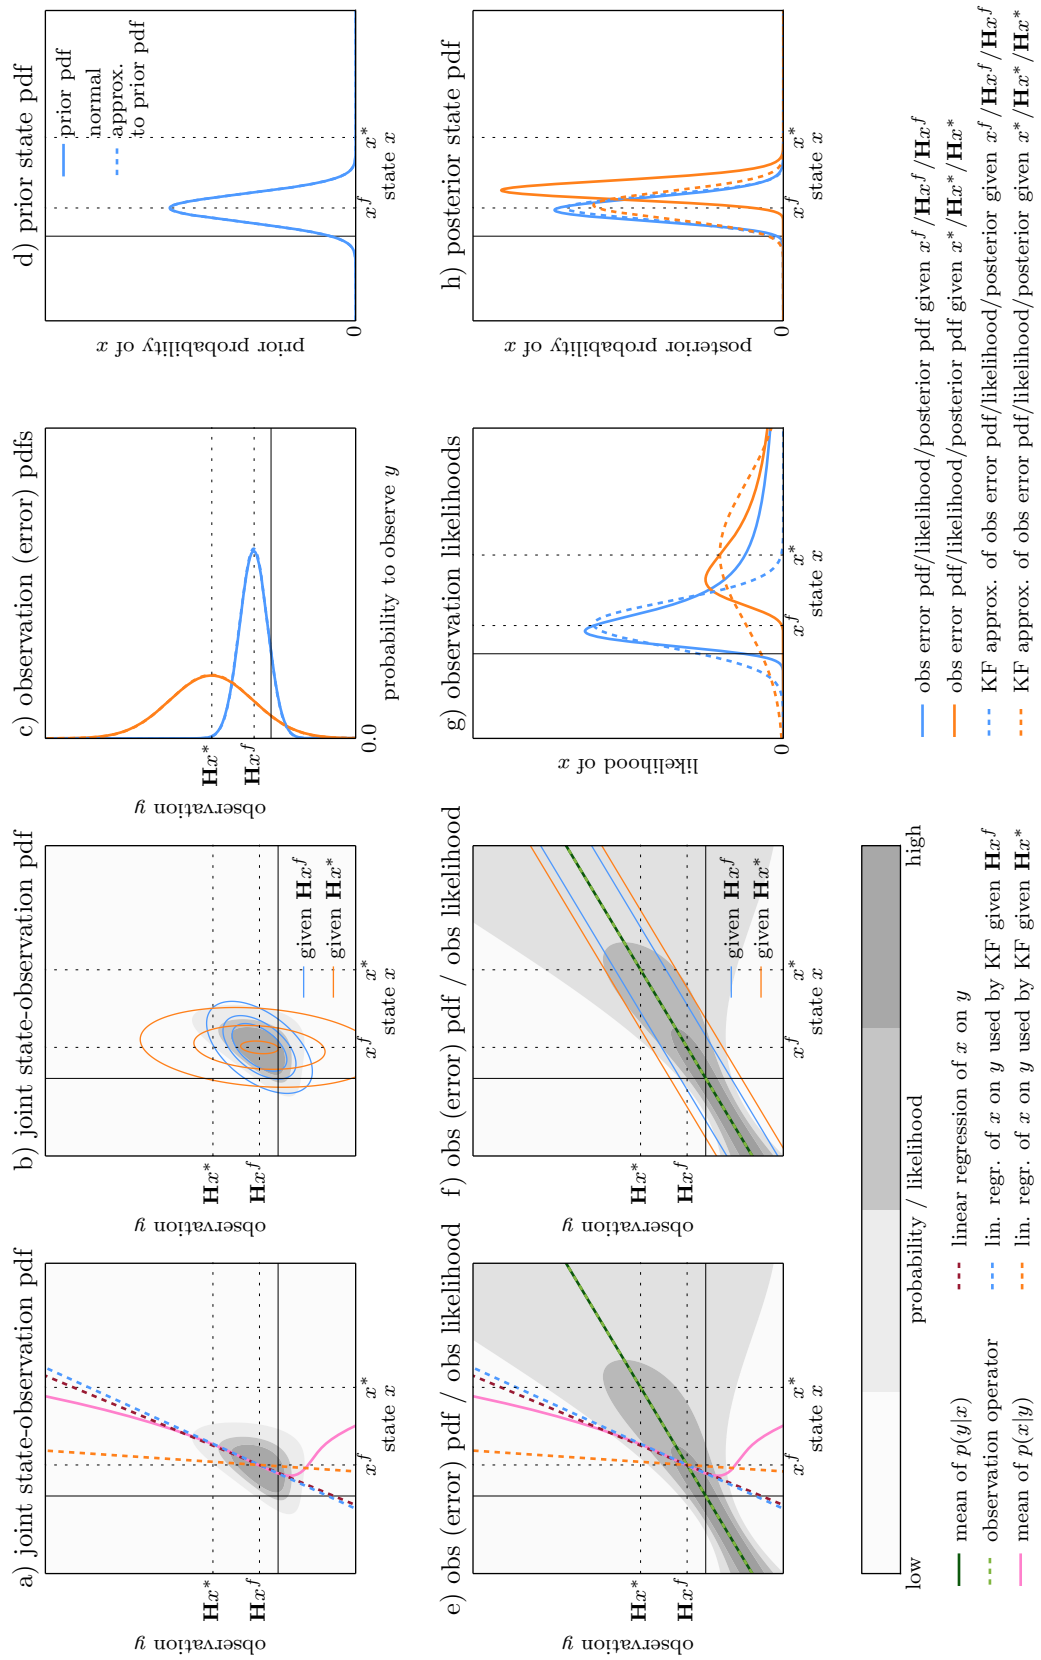 a) joint state-observation pdf
observation y
Hx*
Hx^f
x^f
x*
state x
b) joint state-observation pdf
observation y
Hx*
Hx^f
given Hx^f
given Hx*
x^f
x*
state x
c) observation (error) pdfs
observation y
Hx*
Hx^f
0.0
probability to observe y
d) prior state pdf
prior probability of x
prior pdf
normal
approx.
to prior pdf
0
x^f
x*
state x
e) obs (error) pdf / obs likelihood
observation y
Hx*
Hx^f
x^f
x*
state x
f) obs (error) pdf / obs likelihood
observation y
Hx*
Hx^f
given Hx^f
given Hx*
x^f
x*
state x
g) observation likelihoods
likelihood of x
0
x^f
x*
state x
h) posterior state pdf
posterior probability of x
0
x^f
x*
state x
low
probability / likelihood
high
mean of p(y|x)
observation operator
mean of p(x|y)
linear regression of x on y
lin. regr. of x on y used by KF given Hx^f
lin. regr. of x on y used by KF given Hx*
obs error pdf/likelihood/posterior pdf given x^f/Hx^f
obs error pdf/likelihood/posterior pdf given x*/Hx*
KF approx. of obs error pdf/likelihood/posterior given x^f/Hx^f
KF approx. of obs error pdf/likelihood/posterior given x*/Hx*